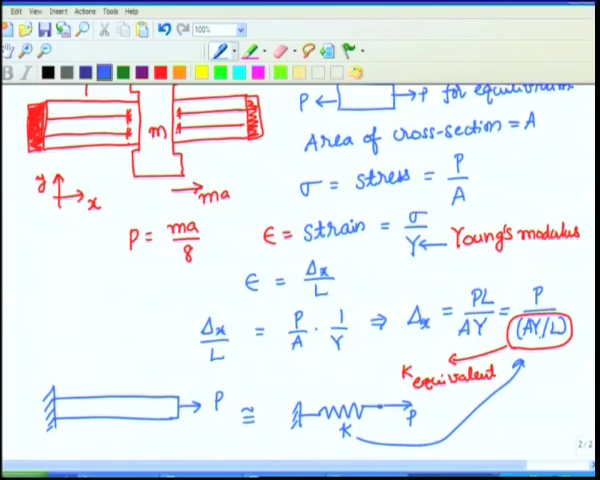 Edit View Insert Actions Tools Help
100%
B I
P ← → P for equilibrium
m
Area of cross-section = A
σ = stress = P/A
y
x
ma
P = ma/8
ε = strain = σ/Y ← Young's modulus
ε = Δx/L
Δx/L = P/A · 1/Y ⇒ Δx = PL/AY = P/(AY/L)
K equivalent
P ≅ P
K
2/2